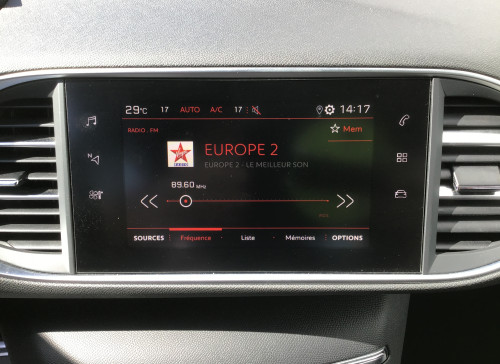 29°C 17 AUTO A/C 17 14:17
RADIO . FM
Mem
EUROPE 2
EUROPE 2 - LE MEILLEUR SON
89.60 MHz
SOURCES Fréquence Liste Mémoires OPTIONS
N